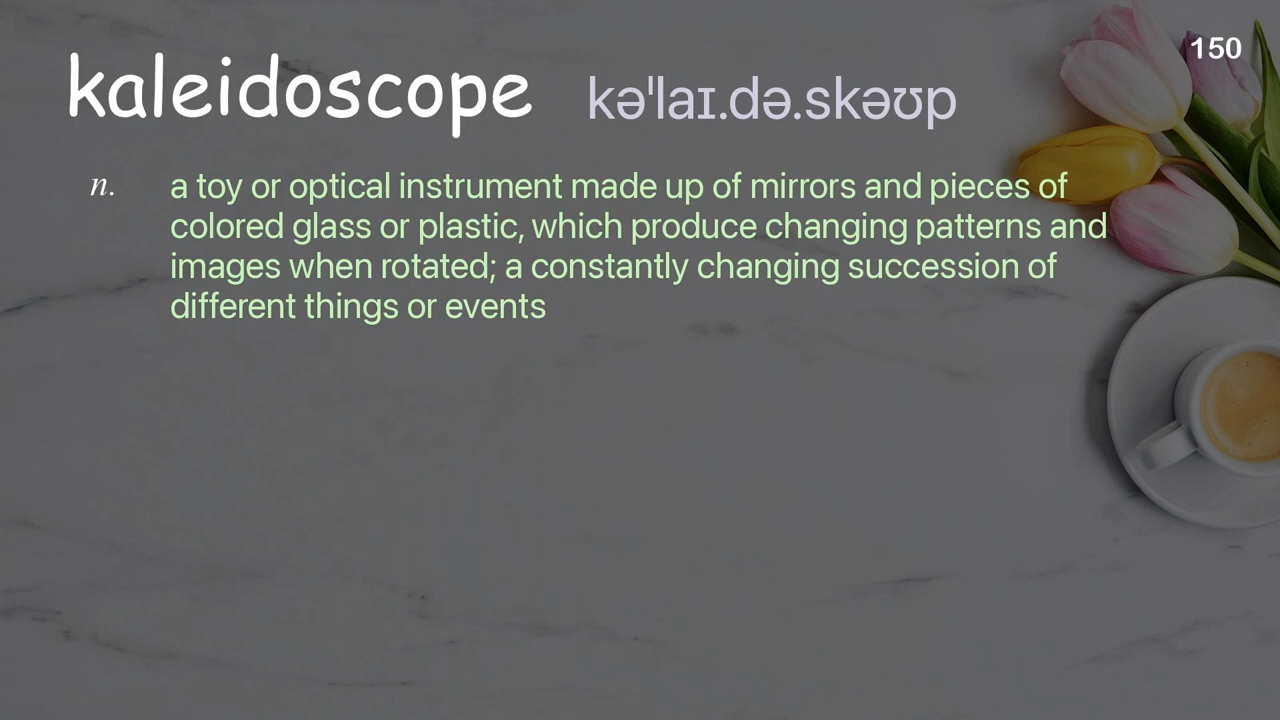 150
kaleidoscope kəˈlaɪ.də.skəʊp
n. a toy or optical instrument made up of mirrors and pieces of
colored glass or plastic, which produce changing patterns and
images when rotated; a constantly changing succession of
different things or events